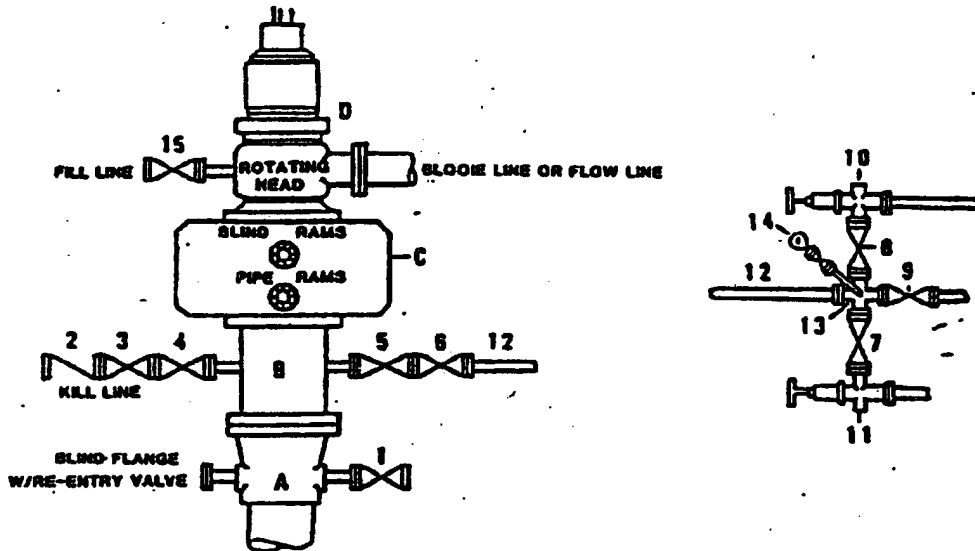 D
15
FILL LINE
ROTATING
HEAD
BLOOIE LINE OR FLOW LINE
BLIND RAMS
C
PIPE RAMS
2 3 4
KILL LINE
B
5 6 12
BLIND FLANGE
W/RE-ENTRY VALVE
A
1
10
14
8
12
9
13
7
11